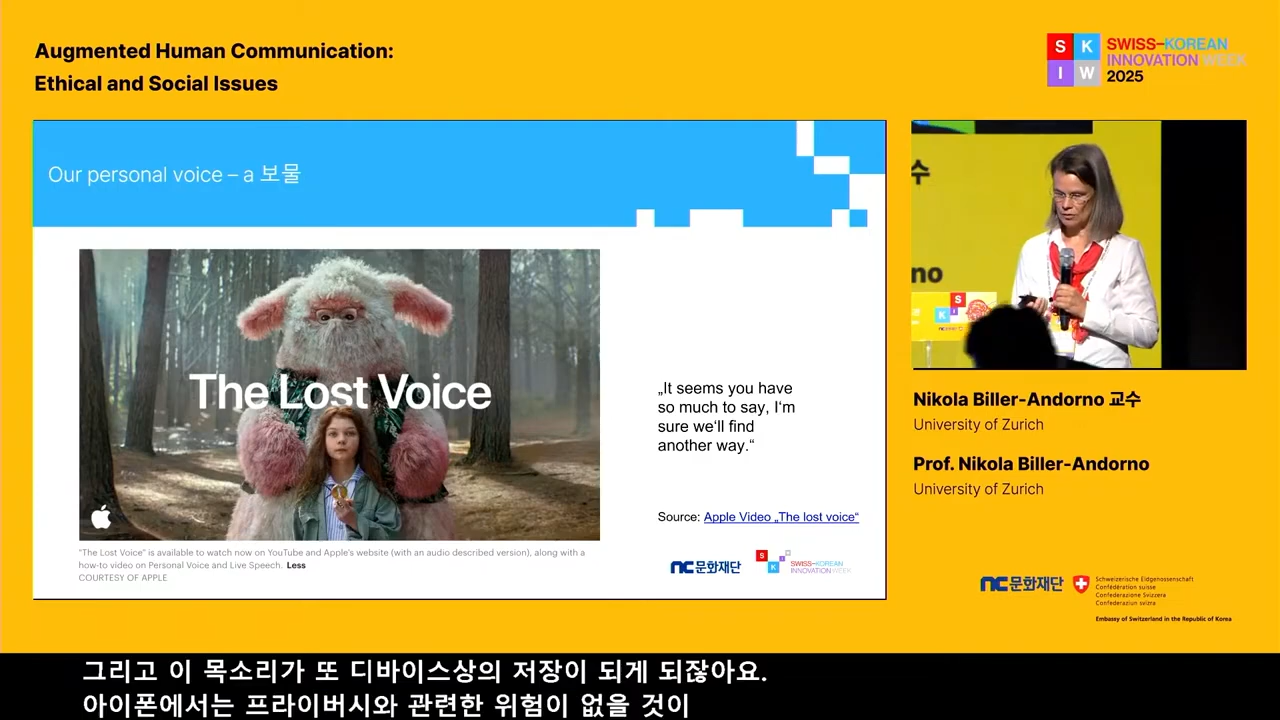 Augmented Human Communication:
Ethical and Social Issues
S K
I W
SWISS-KOREAN
INNOVATION WEEK
2025
Our personal voice – a 보물
The Lost Voice
"The Lost Voice" is available to watch now on YouTube and Apple's website (with an audio described version), along with a
how-to video on Personal Voice and Live Speech. Less
COURTESY OF APPLE
„It seems you have
so much to say, I'm
sure we'll find
another way.“
Source: Apple Video „The lost voice“
nc문화재단
S K I
SWISS-KOREAN
INNOVATION WEEK
수
no
S
Nikola Biller-Andorno 교수
University of Zurich
Prof. Nikola Biller-Andorno
University of Zurich
nc문화재단
Schweizerische Eidgenossenschaft
Confédération suisse
Confederazione Svizzera
Confederaziun svizra
Embassy of Switzerland in the Republic of Korea
그리고 이 목소리가 또 디바이스상의 저장이 되게 되잖아요.
아이폰에서는 프라이버시와 관련한 위험이 없을 것이